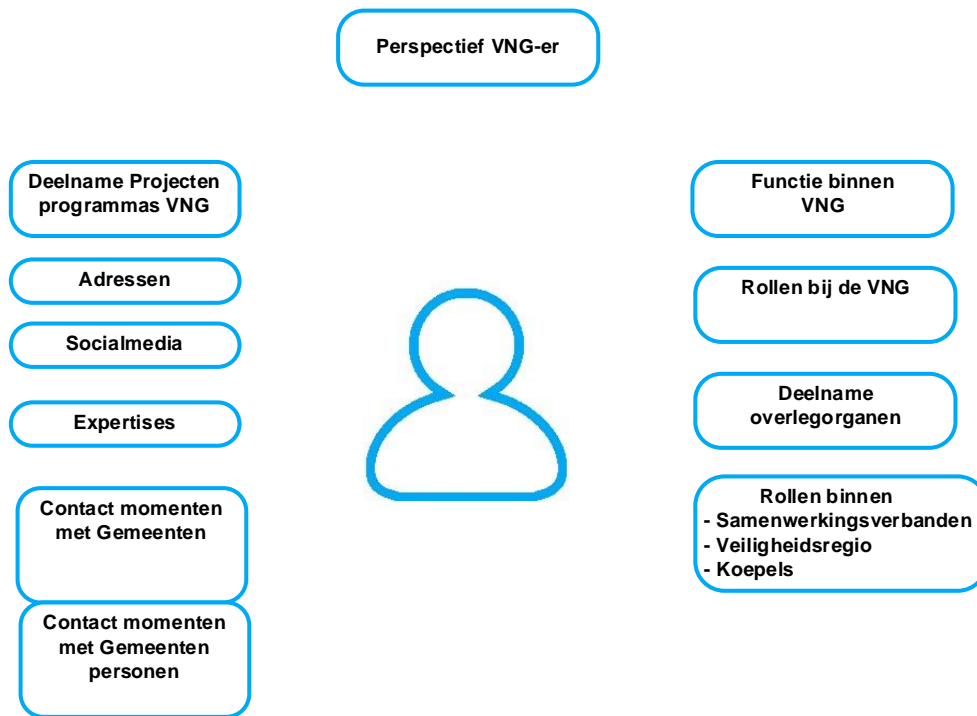 Perspectief VNG-er
Deelname Projecten
programmas VNG
Adressen
Socialmedia
Expertises
Contact momenten
met Gemeenten
Contact momenten
met Gemeenten
personen
Functie binnen
VNG
Rollen bij de VNG
Deelname
overlegorganen
Rollen binnen
- Samenwerkingsverbanden
- Veiligheidsregio
- Koepels